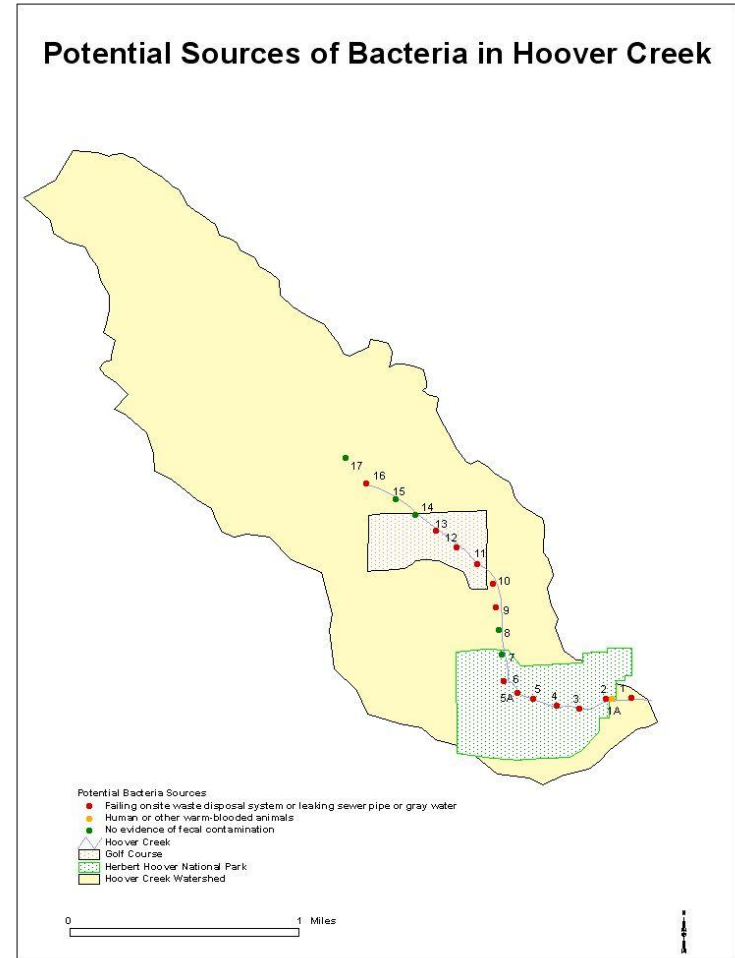 Potential Sources of Bacteria in Hoover Creek
17
16
15
14
13
12
11
10
9
8
7
6
5A
5
4
3
2
1
1A
Potential Bacteria Sources
Failing onsite waste disposal system or leaking sewer pipe or gray water
Human or other warm-blooded animals
No evidence of fecal contamination
Hoover Creek
Golf Course
Herbert Hoover National Park
Hoover Creek Watershed
0
1 Miles